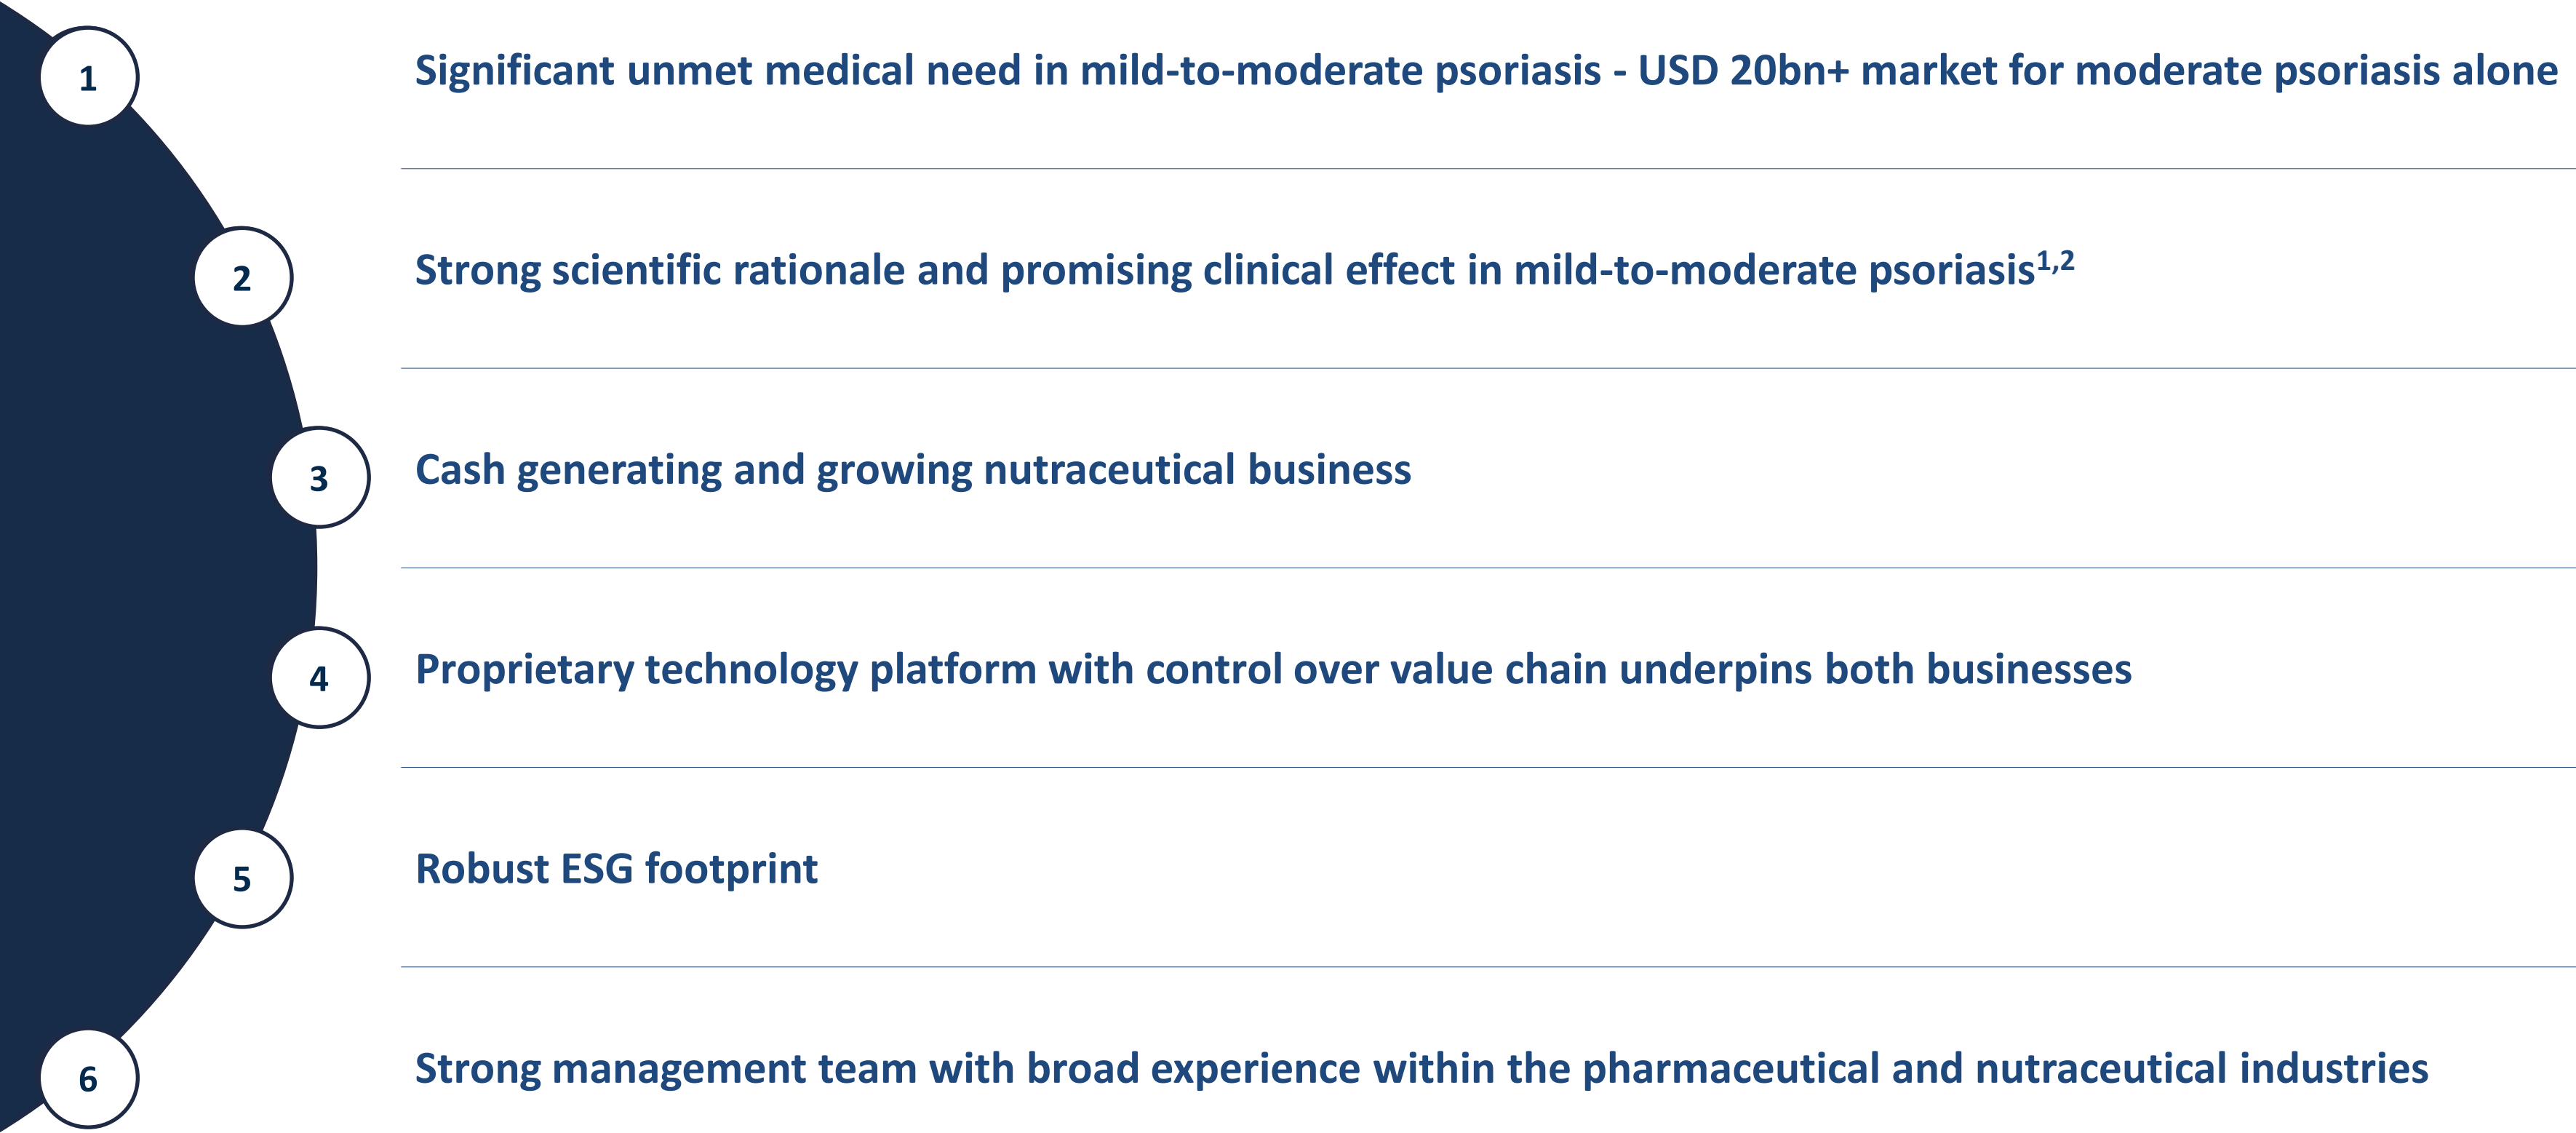 1 Significant unmet medical need in mild-to-moderate psoriasis - USD 20bn+ market for moderate psoriasis alone
2 Strong scientific rationale and promising clinical effect in mild-to-moderate psoriasis1,2
3 Cash generating and growing nutraceutical business
4 Proprietary technology platform with control over value chain underpins both businesses
5 Robust ESG footprint
6 Strong management team with broad experience within the pharmaceutical and nutraceutical industries